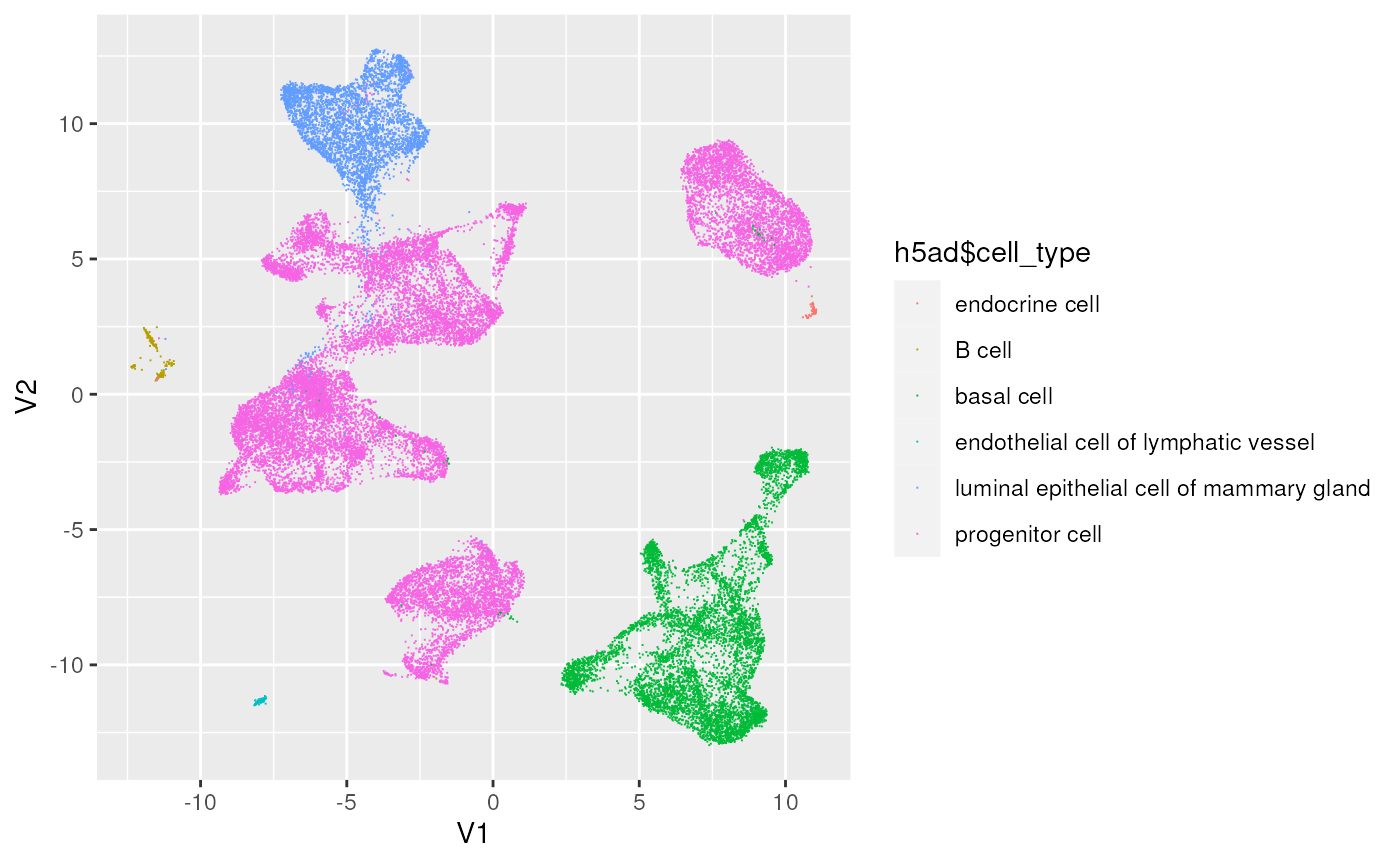 10
5
0
-5
-10
V2
-10
-5
0
5
10
V1
h5ad$cell_type
endocrine cell
B cell
basal cell
endothelial cell of lymphatic vessel
luminal epithelial cell of mammary gland
progenitor cell